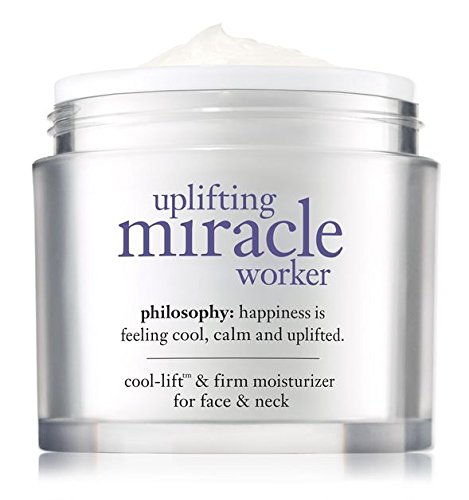 uplifting
miracle
worker
philosophy: happiness is
feeling cool, calm and uplifted.
cool-lift™ & firm moisturizer
for face & neck